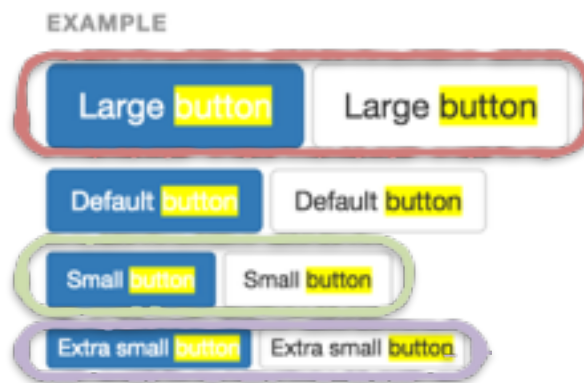 EXAMPLE
Large button Large button
Default button Default button
Small button Small button
Extra small button Extra small button